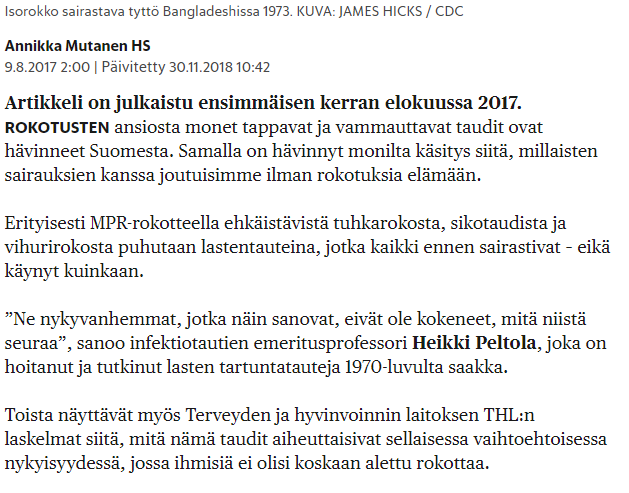 Isorokko sairastava tyttö Bangladeshissa 1973. KUVA: JAMES HICKS / CDC
Annikka Mutanen HS
9.8.2017 2:00 | Päivitetty 30.11.2018 10:42
Artikkeli on julkaistu ensimmäisen kerran elokuussa 2017.
ROKOTUSTEN ansiosta monet tappavat ja vammauttavat taudit ovat
hävinneet Suomesta. Samalla on hävinnyt monilta käsitys siitä, millaisten
sairauksien kanssa joutuisimme ilman rokotuksia elämään.
Erityisesti MPR-rokotteella ehkäistävistä tuhkarokosta, sikotaudista ja
vihurirokosta puhutaan lastentauteina, jotka kaikki ennen sairastivat – eikä
käynyt kuinkaan.
”Ne nykyvanhemmat, jotka näin sanovat, eivät ole kokeneet, mitä niistä
seuraa”, sanoo infektiotautien emeritusprofessori Heikki Peltola, joka on
hoitanut ja tutkinut lasten tartuntatauteja 1970-luvulta saakka.
Toista näyttävät myös Terveyden ja hyvinvoinnin laitoksen THL:n
laskelmat siitä, mitä nämä taudit aiheuttaisivat sellaisessa vaihtoehtoisessa
nykyisyydessä, jossa ihmisiä ei olisi koskaan alettu rokottaa.